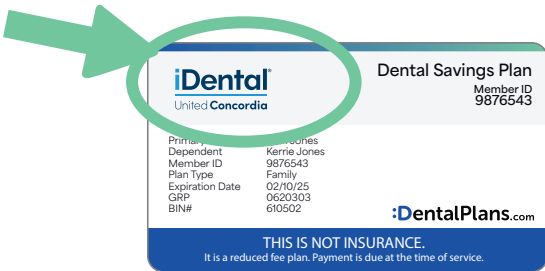 iDental®
United Concordia
Dental Savings Plan
Member ID
9876543
Jones
Dependent Kerrie Jones
Member ID 9876543
Plan Type Family
Expiration Date 02/10/25
GRP 0620303
BIN# 610502
:DentalPlans.com
THIS IS NOT INSURANCE.
It is a reduced fee plan. Payment is due at the time of service.